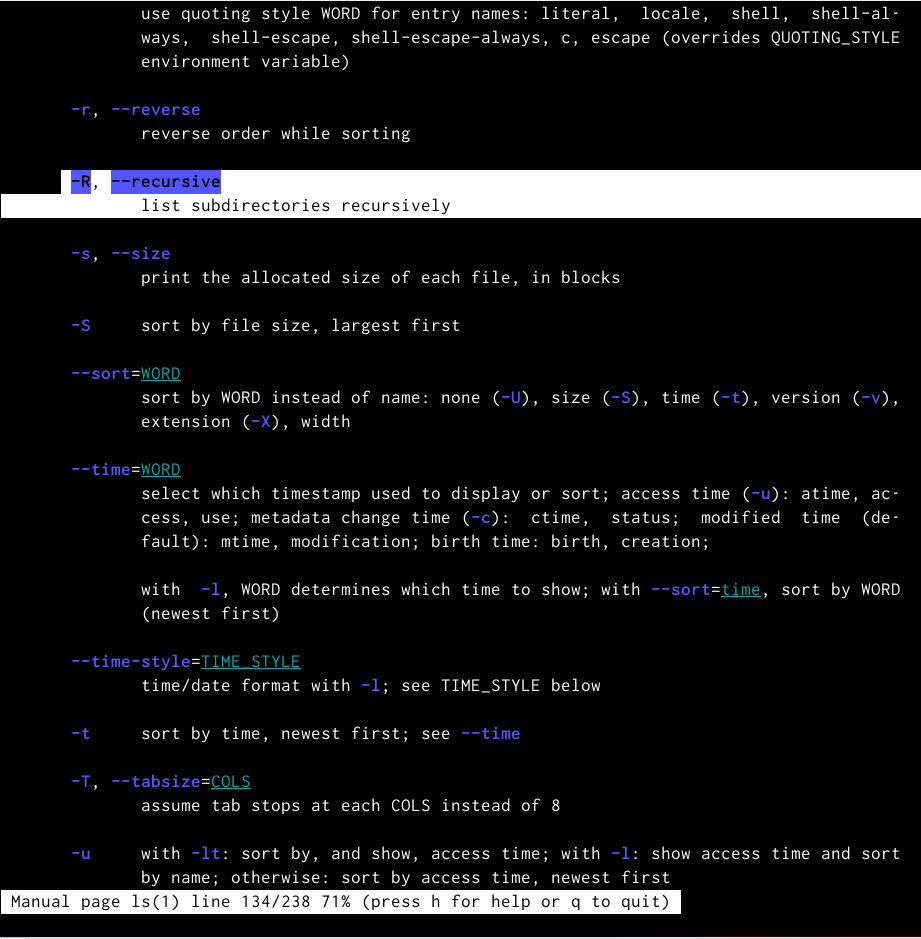 use quoting style WORD for entry names: literal, locale, shell, shell-al-
ways, shell-escape, shell-escape-always, c, escape (overrides QUOTING_STYLE
environment variable)
-r, --reverse
reverse order while sorting
-R, --recursive
list subdirectories recursively
-s, --size
print the allocated size of each file, in blocks
-S sort by file size, largest first
--sort=WORD
sort by WORD instead of name: none (-U), size (-S), time (-t), version (-v),
extension (-X), width
--time=WORD
select which timestamp used to display or sort; access time (-u): atime, ac-
cess, use; metadata change time (-c): ctime, status; modified time (de-
fault): mtime, modification; birth time: birth, creation;
with -l, WORD determines which time to show; with --sort=time, sort by WORD
(newest first)
--time-style=TIME_STYLE
time/date format with -l; see TIME_STYLE below
-t sort by time, newest first; see --time
-T, --tabsize=COLS
assume tab stops at each COLS instead of 8
-u with -lt: sort by, and show, access time; with -l: show access time and sort
by name; otherwise: sort by access time, newest first
Manual page ls(1) line 134/238 71% (press h for help or q to quit)